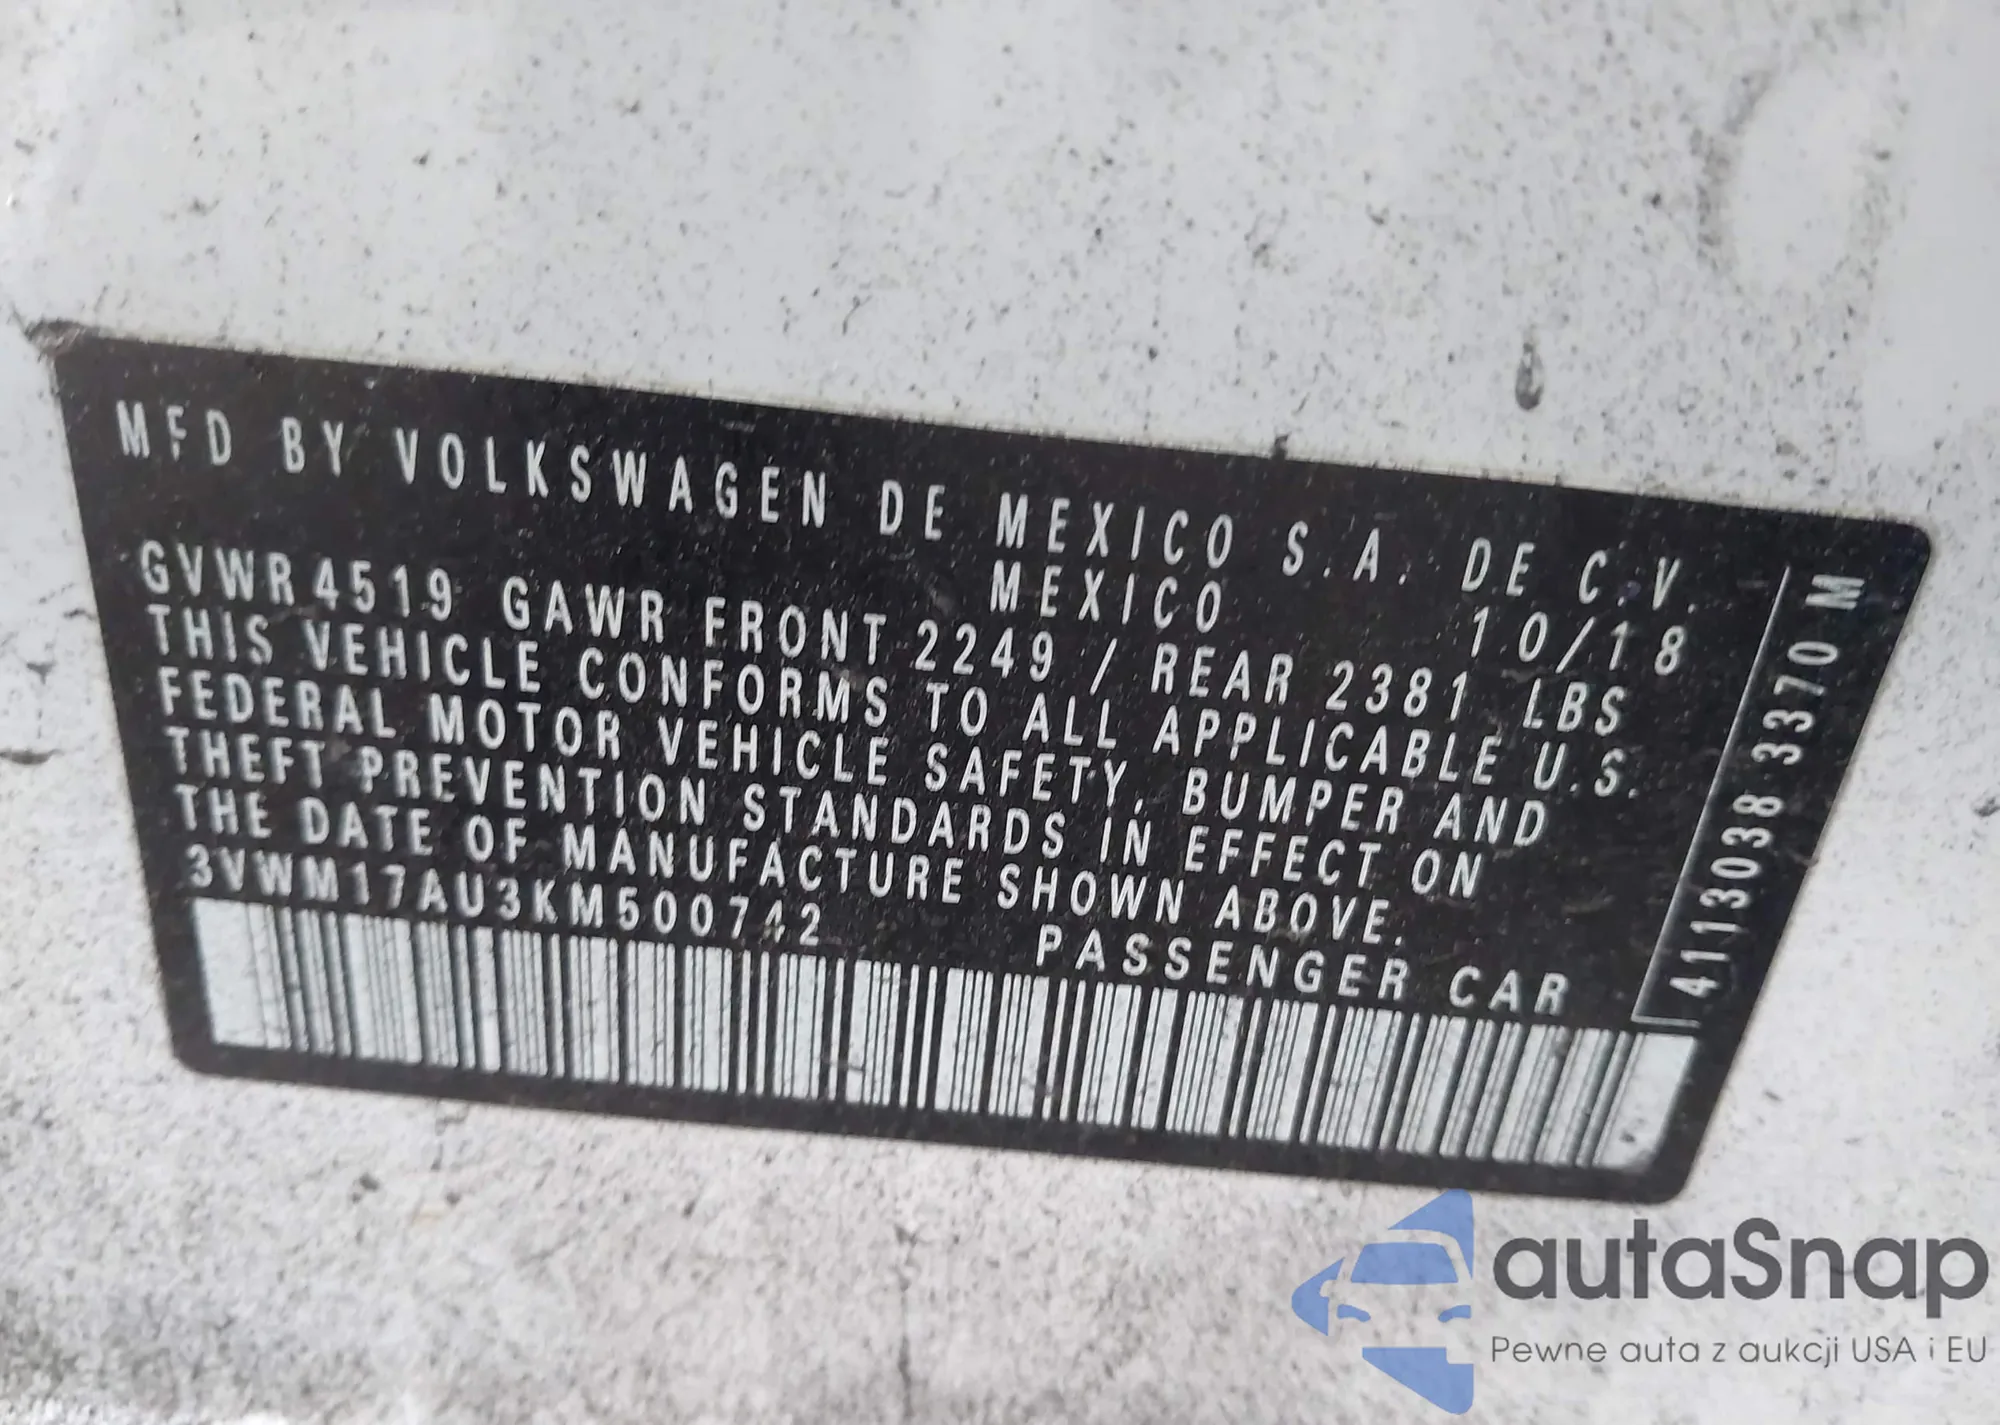 MFD BY VOLKSWAGEN DE MEXICO S.A. DE C.V.
MEXICO 10/18
GVWR 4519 GAWR FRONT 2249 / REAR 2381 LBS
THIS VEHICLE CONFORMS TO ALL APPLICABLE U.S.
FEDERAL MOTOR VEHICLE SAFETY, BUMPER AND
THEFT PREVENTION STANDARDS IN EFFECT ON
THE DATE OF MANUFACTURE SHOWN ABOVE.
3VWM17AU3KM500742 PASSENGER CAR
4113038 3370 M
autaSnap
Pewne auta z aukcji USA i EU